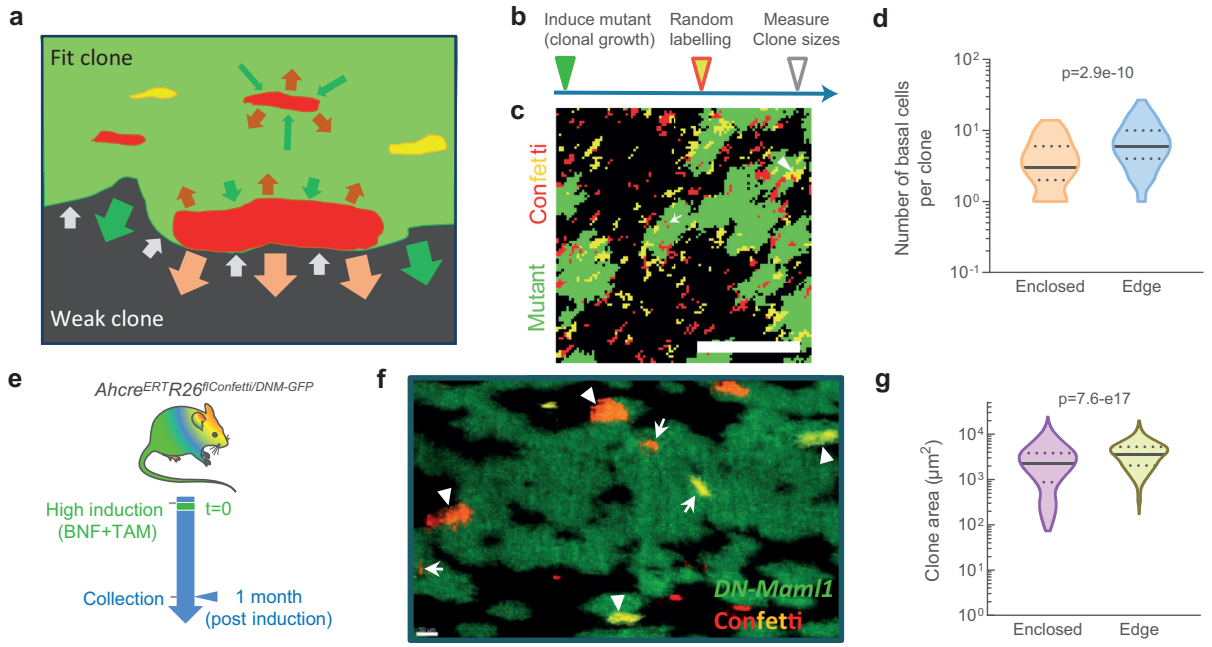 a
Fit clone
Weak clone
b
Induce mutant
(clonal growth)
Random
labelling
Measure
Clone sizes
c
Confetti
Mutant
d
p=2.9e-10
Number of basal cells
per clone
10²
10¹
10⁰
10⁻¹
Enclosed
Edge
e
AhcreᴱᴿᵀR26ᶠˡᶜᵒⁿᶠᵉᵗᵗⁱ/ᴰᴺᴹ⁻ᴳᶠᴾ
High induction
(BNF+TAM)
t=0
Collection
1 month
(post induction)
f
50 µm
DN-Maml1
Confetti
g
p=7.6-e17
Clone area (µm²)
10⁴
10³
10²
10¹
10⁰
Enclosed
Edge